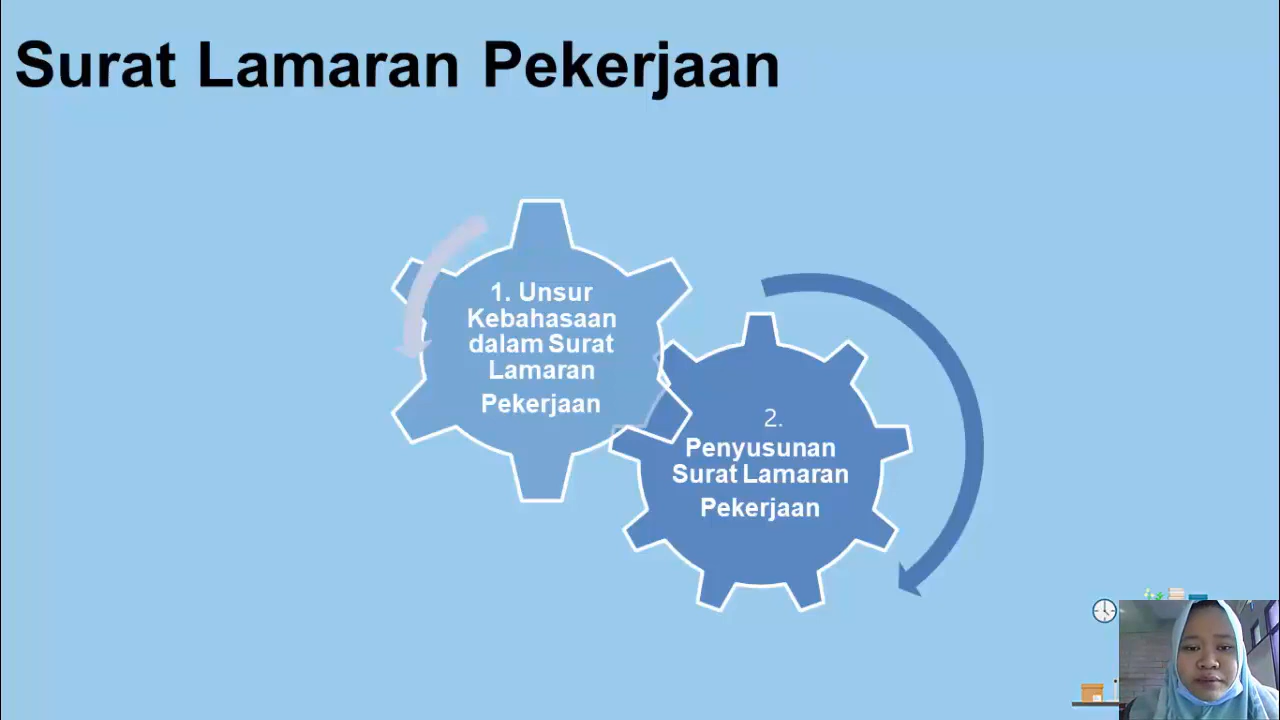 Surat Lamaran Pekerjaan
1. Unsur
Kebahasaan
dalam Surat
Lamaran
Pekerjaan
2.
Penyusunan
Surat Lamaran
Pekerjaan